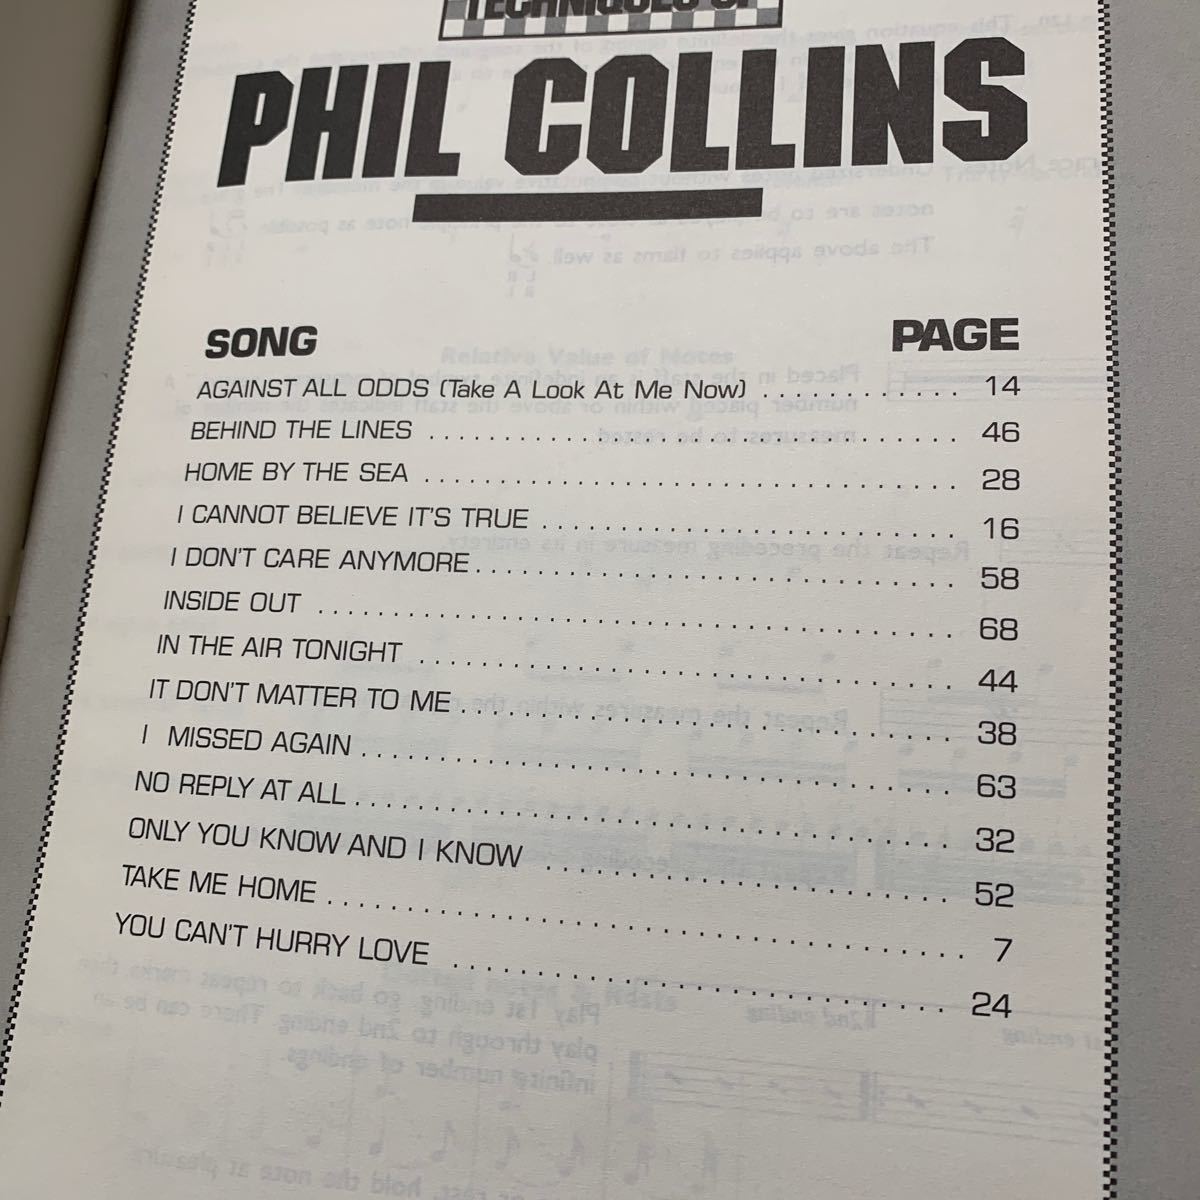 TECHNIQUES OF
PHIL COLLINS
SONG PAGE
AGAINST ALL ODDS (Take A Look At Me Now) . . . . . . . . . . . . 14
BEHIND THE LINES . . . . . . . . . . . . . . . . . . . . . . . . . . . . . . . . . . 46
HOME BY THE SEA . . . . . . . . . . . . . . . . . . . . . . . . . . . . . . . . . . 28
I CANNOT BELIEVE IT'S TRUE . . . . . . . . . . . . . . . . . . . . . . . . . . 16
I DON'T CARE ANYMORE . . . . . . . . . . . . . . . . . . . . . . . . . . . . . . 58
INSIDE OUT . . . . . . . . . . . . . . . . . . . . . . . . . . . . . . . . . . . . . . . . 68
IN THE AIR TONIGHT . . . . . . . . . . . . . . . . . . . . . . . . . . . . . . . . . 44
IT DON'T MATTER TO ME . . . . . . . . . . . . . . . . . . . . . . . . . . . . . . 38
I MISSED AGAIN . . . . . . . . . . . . . . . . . . . . . . . . . . . . . . . . . . . . 63
NO REPLY AT ALL . . . . . . . . . . . . . . . . . . . . . . . . . . . . . . . . . . . 32
ONLY YOU KNOW AND I KNOW . . . . . . . . . . . . . . . . . . . . . . . . . 52
TAKE ME HOME . . . . . . . . . . . . . . . . . . . . . . . . . . . . . . . . . . . . . 7
YOU CAN'T HURRY LOVE . . . . . . . . . . . . . . . . . . . . . . . . . . . . . . 24